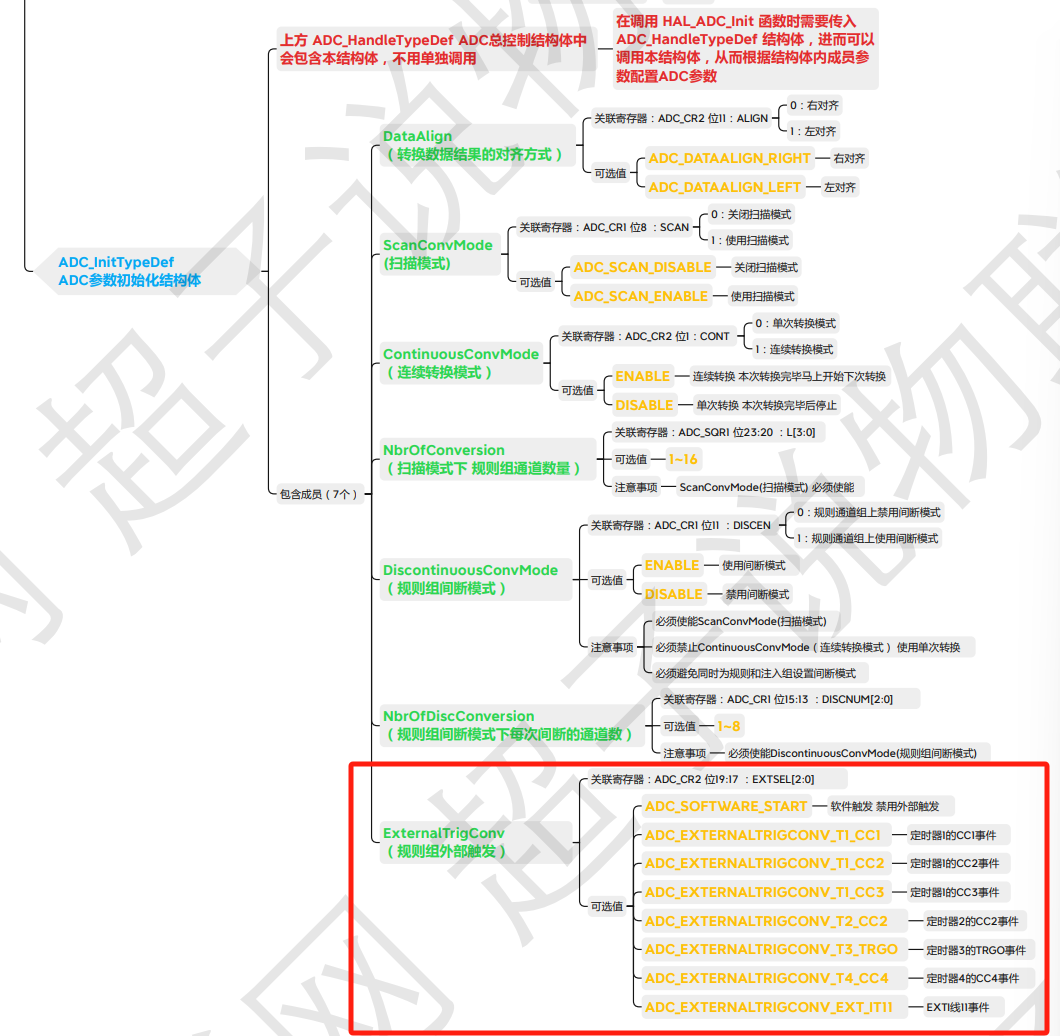 上方 ADC_HandleTypeDef ADC总控制结构体中
会包含本结构体，不用单独调用
在调用 HAL_ADC_Init 函数时需要传入
ADC_HandleTypeDef 结构体，进而可以
调用本结构体，从而根据结构体内成员参
数配置ADC参数
ADC_InitTypeDef
ADC参数初始化结构体
包含成员（7个）
DataAlign
（ 转换数据结果的对齐方式 ）
关联寄存器：ADC_CR2 位11：ALIGN
0：右对齐
1：左对齐
可选值
ADC_DATAALIGN_RIGHT
右对齐
ADC_DATAALIGN_LEFT
左对齐
ScanConvMode
(扫描模式)
关联寄存器：ADC_CR1 位8 ：SCAN
0：关闭扫描模式
1：使用扫描模式
可选值
ADC_SCAN_DISABLE
关闭扫描模式
ADC_SCAN_ENABLE
使用扫描模式
ContinuousConvMode
（ 连续转换模式 ）
关联寄存器：ADC_CR2 位1：CONT
0：单次转换模式
1：连续转换模式
可选值
ENABLE
连续转换 本次转换完毕马上开始下次转换
DISABLE
单次转换 本次转换完毕后停止
NbrOfConversion
（ 扫描模式下 规则组通道数量 ）
关联寄存器：ADC_SQR1 位23:20 ：L[3:0]
可选值
1~16
注意事项
ScanConvMode(扫描模式) 必须使能
DiscontinuousConvMode
（ 规则组间断模式 ）
关联寄存器：ADC_CR1 位11 ：DISCEN
0：规则通道组上禁用间断模式
1：规则通道组上使用间断模式
可选值
ENABLE
使用间断模式
DISABLE
禁用间断模式
注意事项
必须使能ScanConvMode(扫描模式)
必须禁止ContinuousConvMode（ 连续转换模式 ） 使用单次转换
必须避免同时为规则和注入组设置间断模式
NbrOfDiscConversion
（ 规则组间断模式下每次间断的通道数 ）
关联寄存器：ADC_CR1 位15:13 ：DISCNUM[2:0]
可选值
1~8
注意事项
必须使能DiscontinuousConvMode(规则组间断模式)
ExternalTrigConv
（ 规则组外部触发 ）
关联寄存器：ADC_CR2 位19:17 ：EXTSEL[2:0]
可选值
ADC_SOFTWARE_START
软件触发 禁用外部触发
ADC_EXTERNALTRIGCONV_T1_CC1
定时器1的CC1事件
ADC_EXTERNALTRIGCONV_T1_CC2
定时器1的CC2事件
ADC_EXTERNALTRIGCONV_T1_CC3
定时器1的CC3事件
ADC_EXTERNALTRIGCONV_T2_CC2
定时器2的CC2事件
ADC_EXTERNALTRIGCONV_T3_TRGO
定时器3的TRGO事件
ADC_EXTERNALTRIGCONV_T4_CC4
定时器4的CC4事件
ADC_EXTERNALTRIGCONV_EXT_IT11
EXTI线11事件
超子说物
网 超子说物联
网